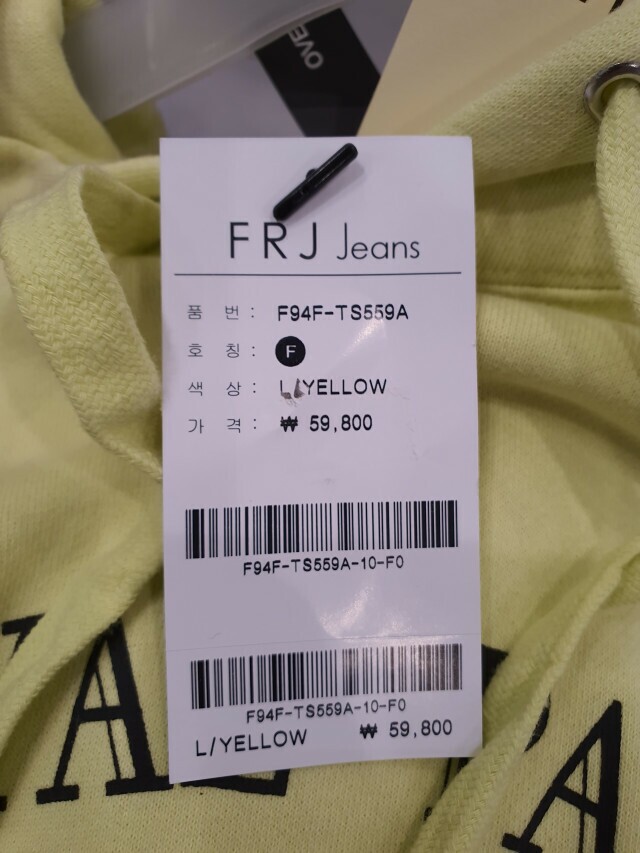 OVE
FRJ Jeans
품 번 : F94F-TS559A
호 칭 : F
색 상 : L/YELLOW
가 격 : ₩ 59,800
F94F-TS559A-10-F0
F94F-TS559A-10-F0
L/YELLOW ₩ 59,800